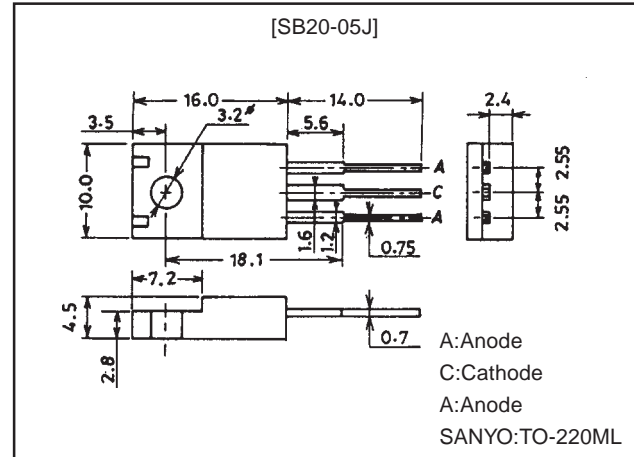 [SB20-05J]
16.0
14.0
2.4
3.5
3.2ø
5.6
A
2.55
10.0
C
2.55
A
1.6
1.2
0.75
18.1
7.2
4.5
2.8
0.7
A:Anode
C:Cathode
A:Anode
SANYO:TO-220ML